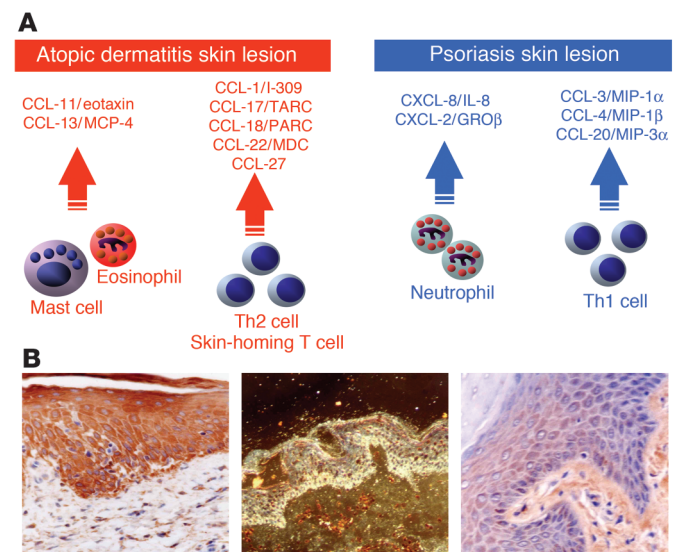 A
Atopic dermatitis skin lesion
Psoriasis skin lesion
CCL-11/eotaxin
CCL-13/MCP-4
CCL-1/I-309
CCL-17/TARC
CCL-18/PARC
CCL-22/MDC
CCL-27
CXCL-8/IL-8
CXCL-2/GROβ
CCL-3/MIP-1α
CCL-4/MIP-1β
CCL-20/MIP-3α
Eosinophil
Mast cell
Th2 cell
Skin-homing T cell
Neutrophil
Th1 cell
B